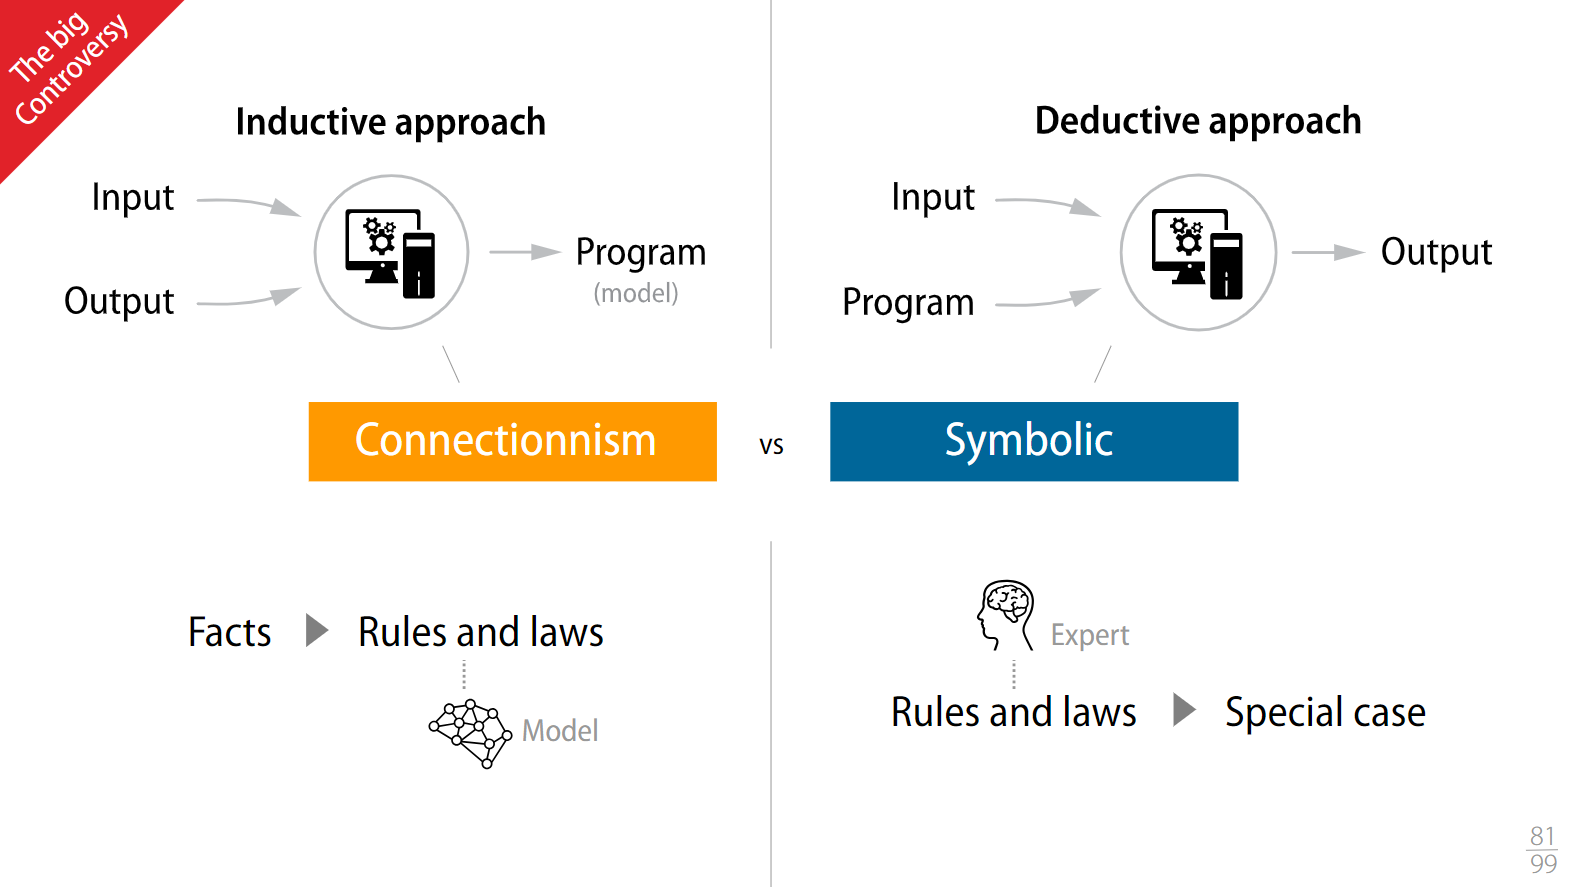 The big
Controversy
Inductive approach
Input
Output
Program
(model)
Deductive approach
Input
Program
Output
Connectionnism
vs
Symbolic
Facts
Rules and laws
Model
Expert
Rules and laws
Special case
81
99